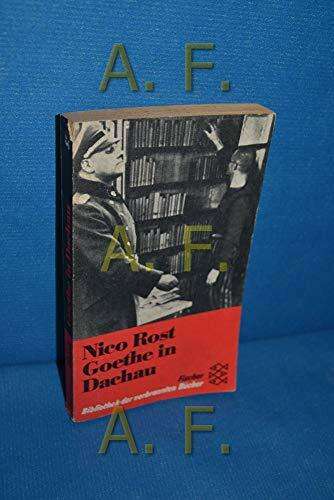 A. F.
A. F.
Nico Rost
Goethe in
Dachau
Fischer
Bibliothek der verbrannten Bücher
A. F.